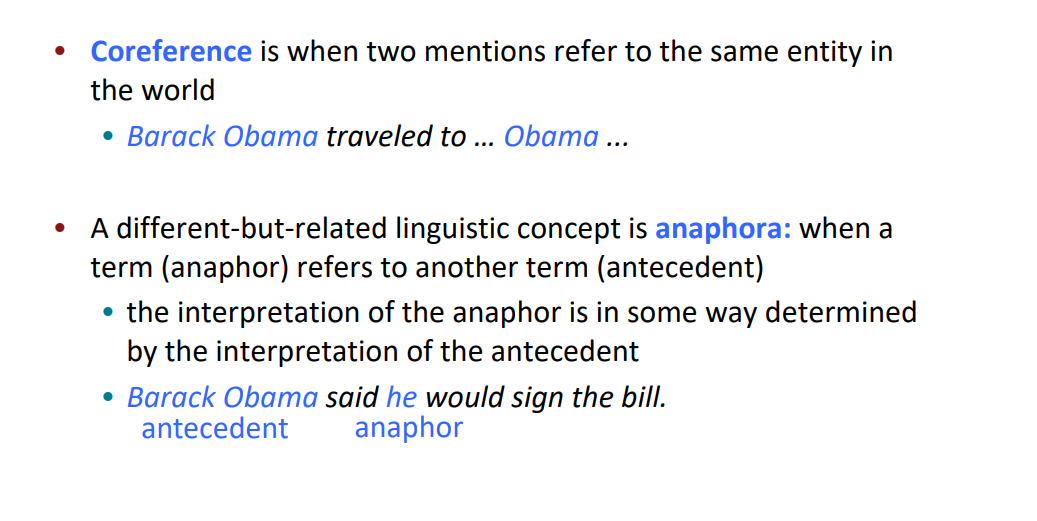 • Coreference is when two mentions refer to the same entity in
the world
• Barack Obama traveled to … Obama ...
• A different-but-related linguistic concept is anaphora: when a
term (anaphor) refers to another term (antecedent)
• the interpretation of the anaphor is in some way determined
by the interpretation of the antecedent
• Barack Obama said he would sign the bill.
antecedent anaphor